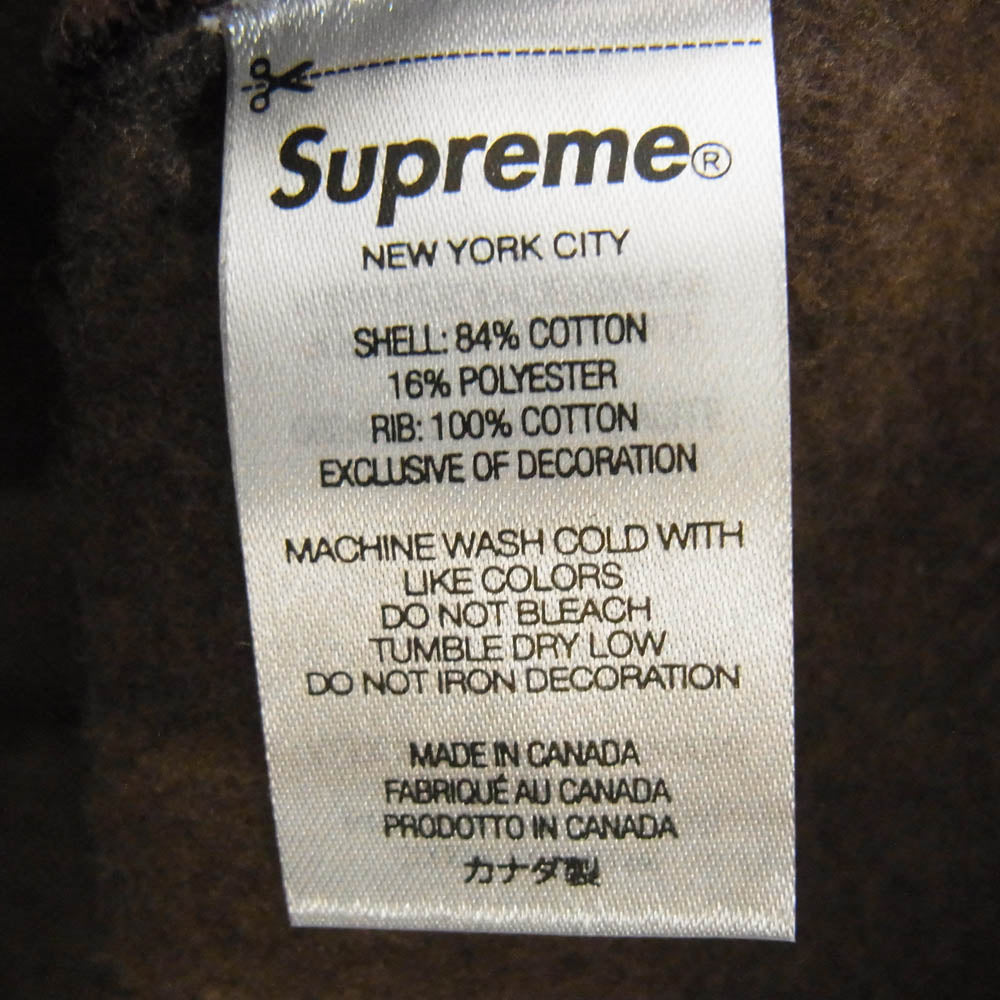 Supreme®
NEW YORK CITY
SHELL: 84% COTTON
16% POLYESTER
RIB: 100% COTTON
EXCLUSIVE OF DECORATION
MACHINE WASH COLD WITH
LIKE COLORS
DO NOT BLEACH
TUMBLE DRY LOW
DO NOT IRON DECORATION
MADE IN CANADA
FABRIQUÉ AU CANADA
PRODOTTO IN CANADA
カナダ製